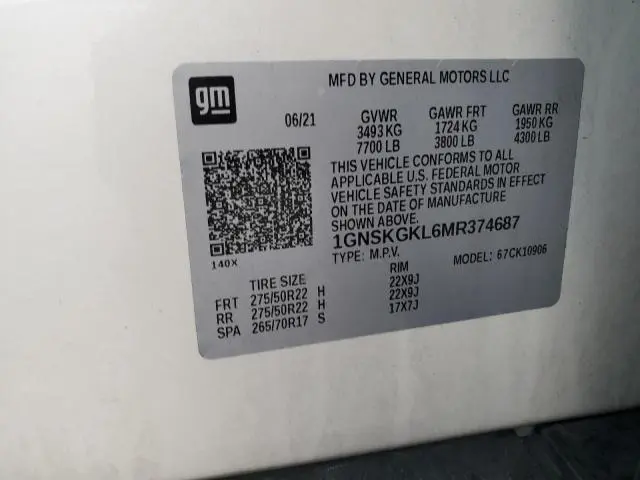 gm
MFD BY GENERAL MOTORS LLC
06/21 GVWR GAWR FRT GAWR RR
3493 KG 1724 KG 1950 KG
7700 LB 3800 LB 4300 LB
THIS VEHICLE CONFORMS TO ALL
APPLICABLE U.S. FEDERAL MOTOR
VEHICLE SAFETY STANDARDS IN EFFECT
ON THE DATE OF MANUFACTURE
SHOWN ABOVE.
1GNSKGKL6MR374687
TYPE: M.P.V. MODEL: 67CK10906
140X
TIRE SIZE RIM
FRT 275/50R22 H 22X9J
RR 275/50R22 H 22X9J
SPA 265/70R17 S 17X7J